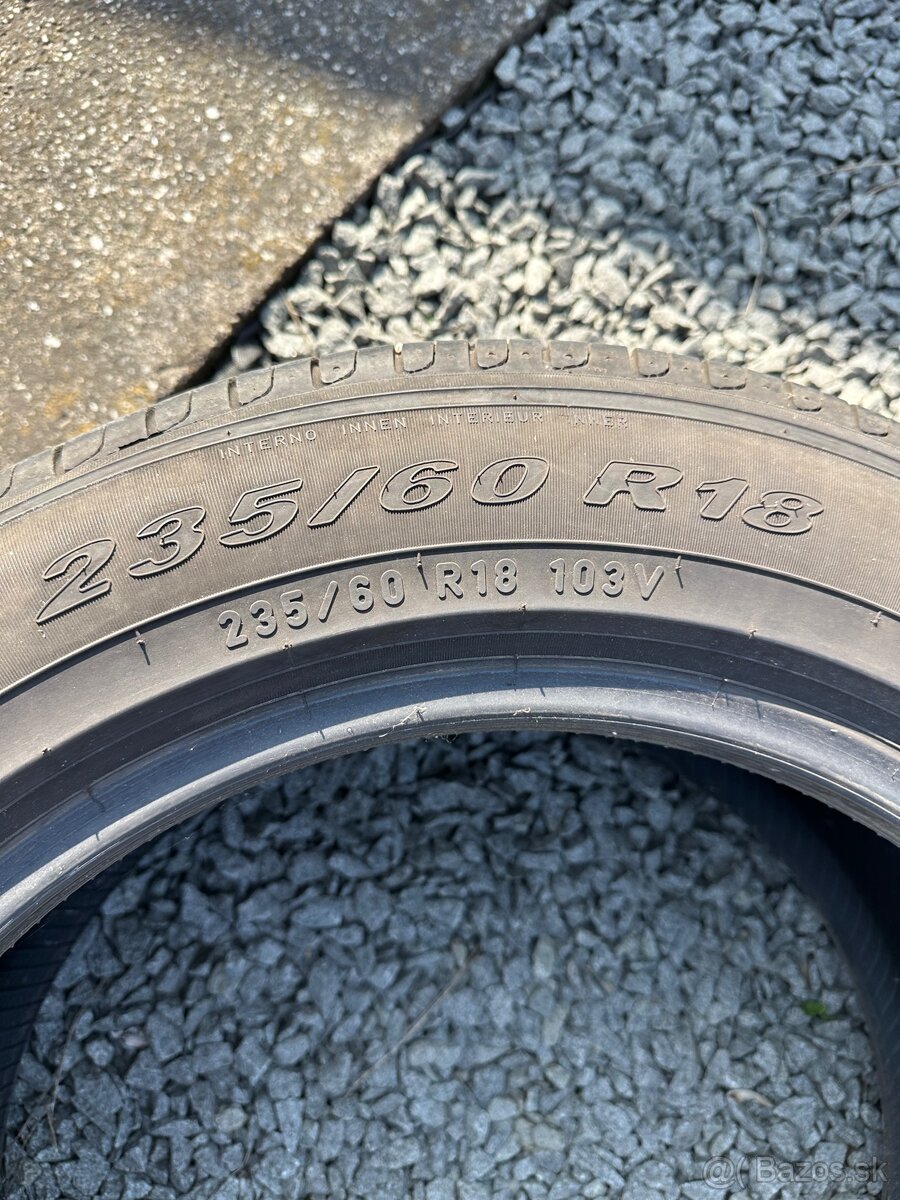 INTERNO INNEN INTERIEUR INNER
235/60 R18
235/60 R18 103V
@( Bazos.sk